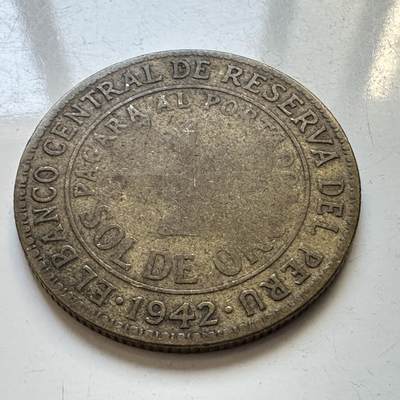 EL BANCO CENTRAL DE RESERVA DEL PERU
PAGARA AL PORTADOR
SOL DE ORO
· 1942 ·